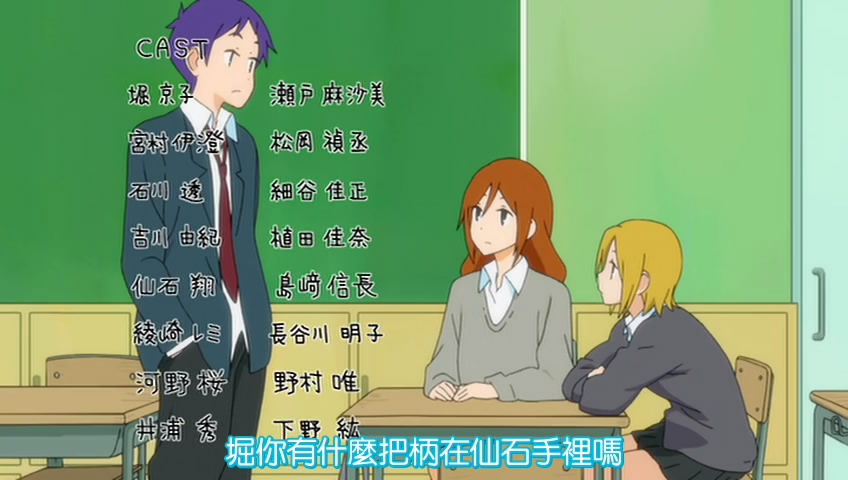 CAST
堀 京子 瀬戸 麻沙美
宮村 伊澄 松岡 禎丞
石川 透 細谷 佳正
吉川 由紀 植田 佳奈
仙石 翔 島﨑 信長
綾崎 レミ 長谷川 明子
河野 桜 野村 唯
井浦 秀 下野 紘
堀你有什麼把柄在仙石手裡嗎